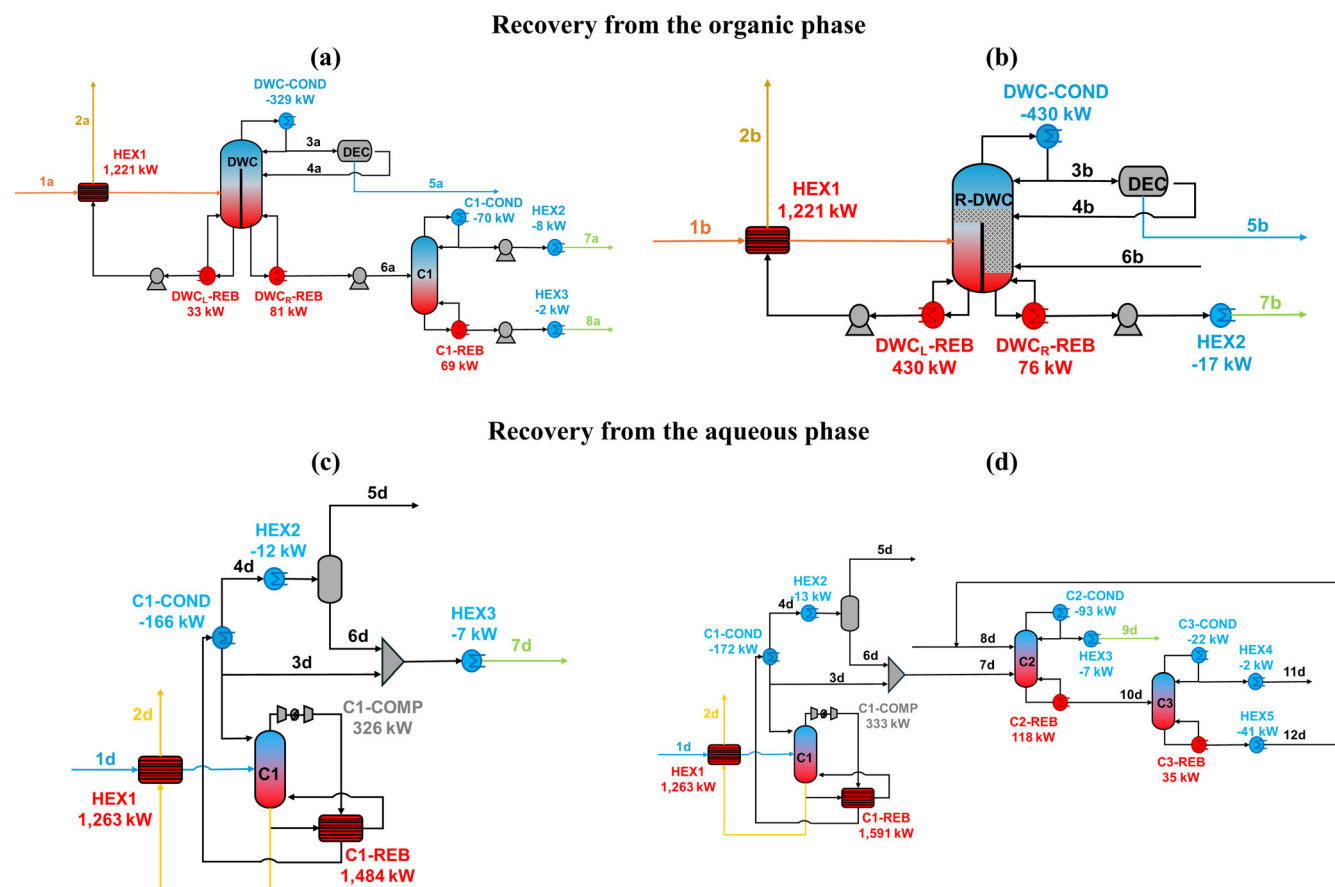 Recovery from the organic phase
(a)
DWC-COND
-329 kW
2a
HEX1
1,221 kW
1a
DWC
3a
DEC
4a
5a
C1-COND
-70 kW
HEX2
-8 kW
7a
6a
C1
DWCL-REB
33 kW
DWCR-REB
81 kW
HEX3
-2 kW
8a
C1-REB
69 kW
(b)
DWC-COND
-430 kW
2b
HEX1
1,221 kW
1b
R-DWC
3b
DEC
4b
5b
6b
7b
DWCL-REB
430 kW
DWCR-REB
76 kW
HEX2
-17 kW
Recovery from the aqueous phase
(c)
5d
HEX2
-12 kW
4d
C1-COND
-166 kW
6d
HEX3
-7 kW
7d
3d
C1-COMP
326 kW
2d
1d
C1
HEX1
1,263 kW
C1-REB
1,484 kW
(d)
5d
HEX2
-13 kW
4d
C1-COND
-172 kW
6d
8d
7d
3d
C2-COND
-93 kW
9d
C2
HEX3
-7 kW
C3-COND
-22 kW
HEX4
-2 kW
11d
10d
C3
C2-REB
118 kW
HEX5
-41 kW
12d
C3-REB
35 kW
C1-COMP
333 kW
2d
1d
C1
HEX1
1,263 kW
C1-REB
1,591 kW